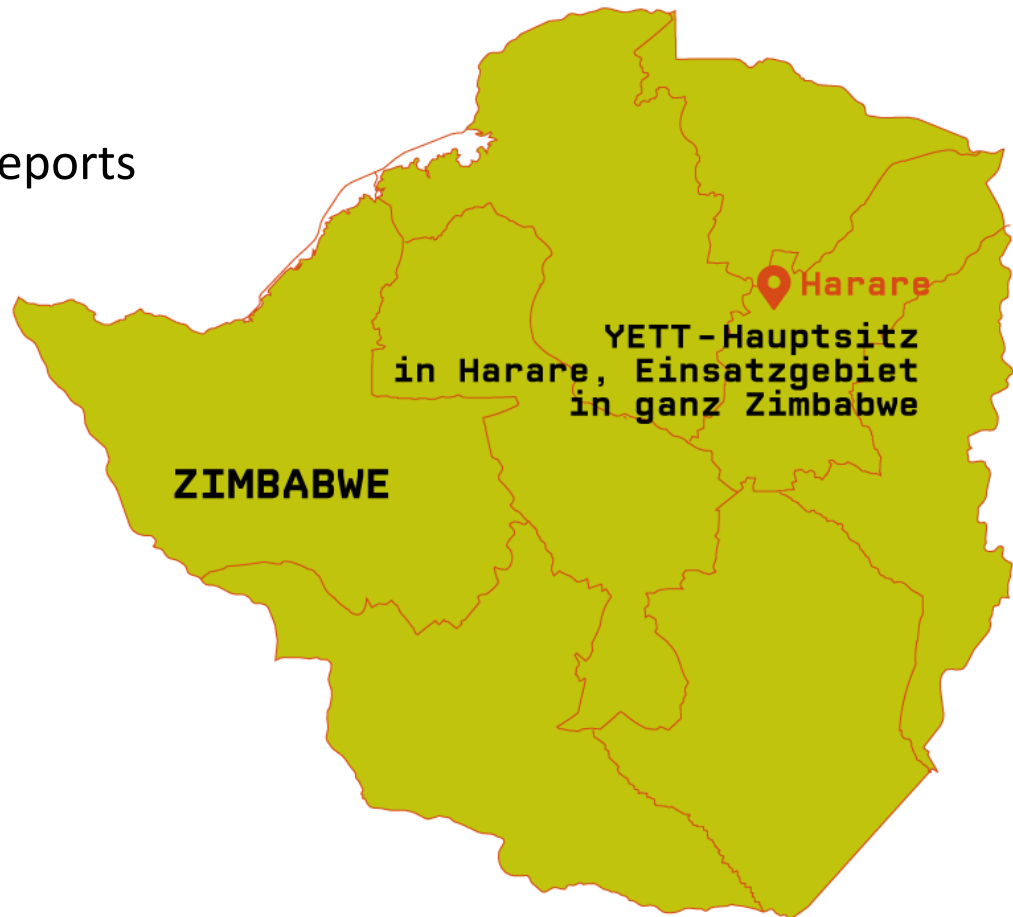 eports
Harare
YETT-Hauptsitz
in Harare, Einsatzgebiet
in ganz Zimbabwe
ZIMBABWE